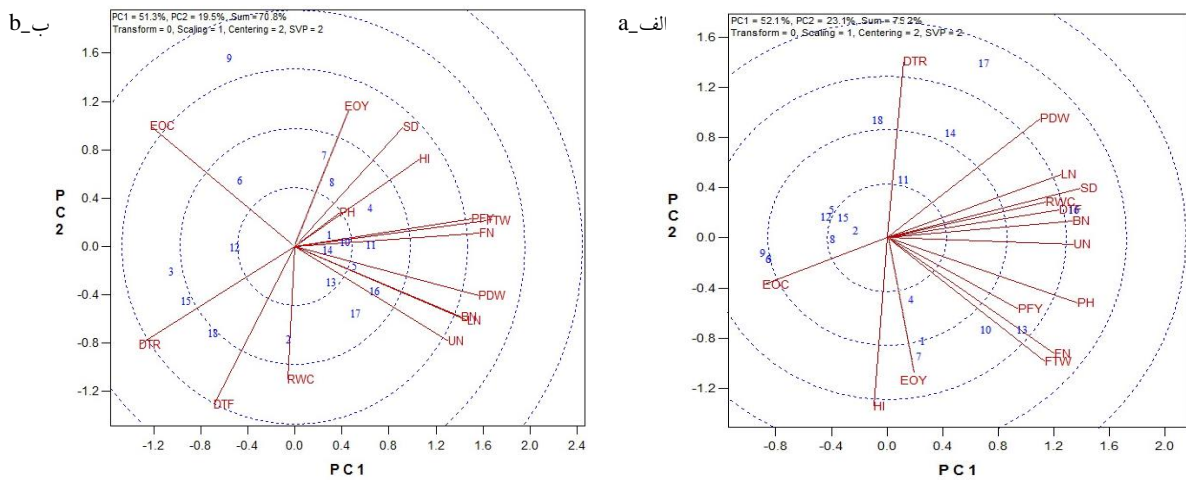 ب_b
PC1 = 51.3%, PC2 = 19.5%, Sum = 70.8%
Transform = 0, Scaling = 1, Centering = 2, SVP = 2
1.6
1.2
0.8
0.4
0.0
-0.4
-0.8
-1.2
PC2
9
EOY
EOC
SD
7
HI
6
8
4
PH
PFY
FTW
FN
1
10
11
12
14
5
3
13
16
PDW
15
BN
LN
17
18
2
UN
DTR
RWC
DTF
-1.2 -0.8 -0.4 0.0 0.4 0.8 1.2 1.6 2.0 2.4
PC1
الف_a
PC1 = 52.1%, PC2 = 23.1%, Sum = 75.2%
Transform = 0, Scaling = 1, Centering = 2, SVP = 2
1.6
1.2
0.8
0.4
0.0
-0.4
-0.8
-1.2
PC2
DTR
17
18
14
PDW
11
LN
SD
RWC
DTF
16
5
12
15
BN
2
8
UN
9
EOC
4
PH
PFY
10
13
1
7
FN
FTW
EOY
HI
-0.8 -0.4 0.0 0.4 0.8 1.2 1.6 2.0
PC1